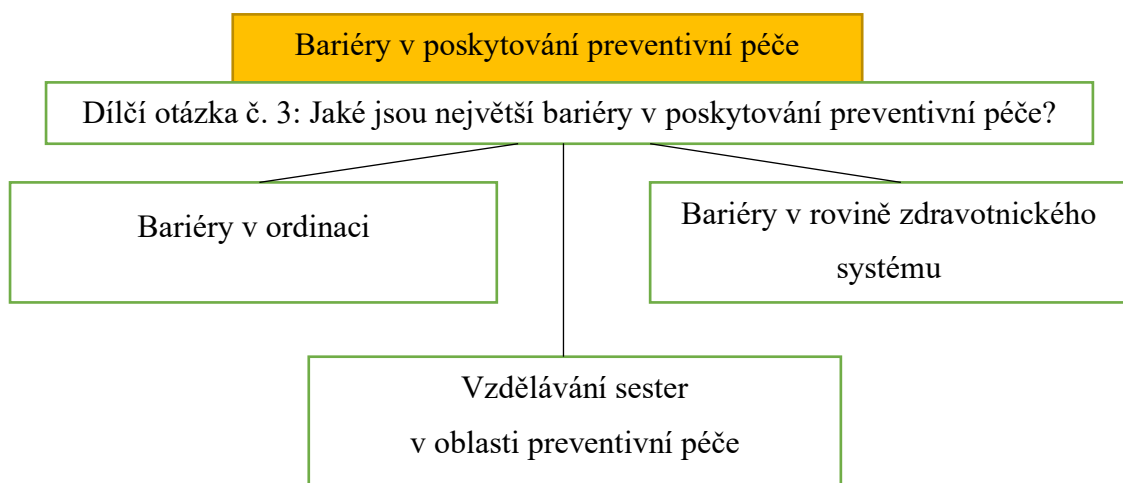 Bariéry v poskytování preventivní péče
Dílčí otázka č. 3: Jaké jsou největší bariéry v poskytování preventivní péče?
Bariéry v ordinaci
Bariéry v rovině zdravotnického
systému
Vzdělávání sester
v oblasti preventivní péče